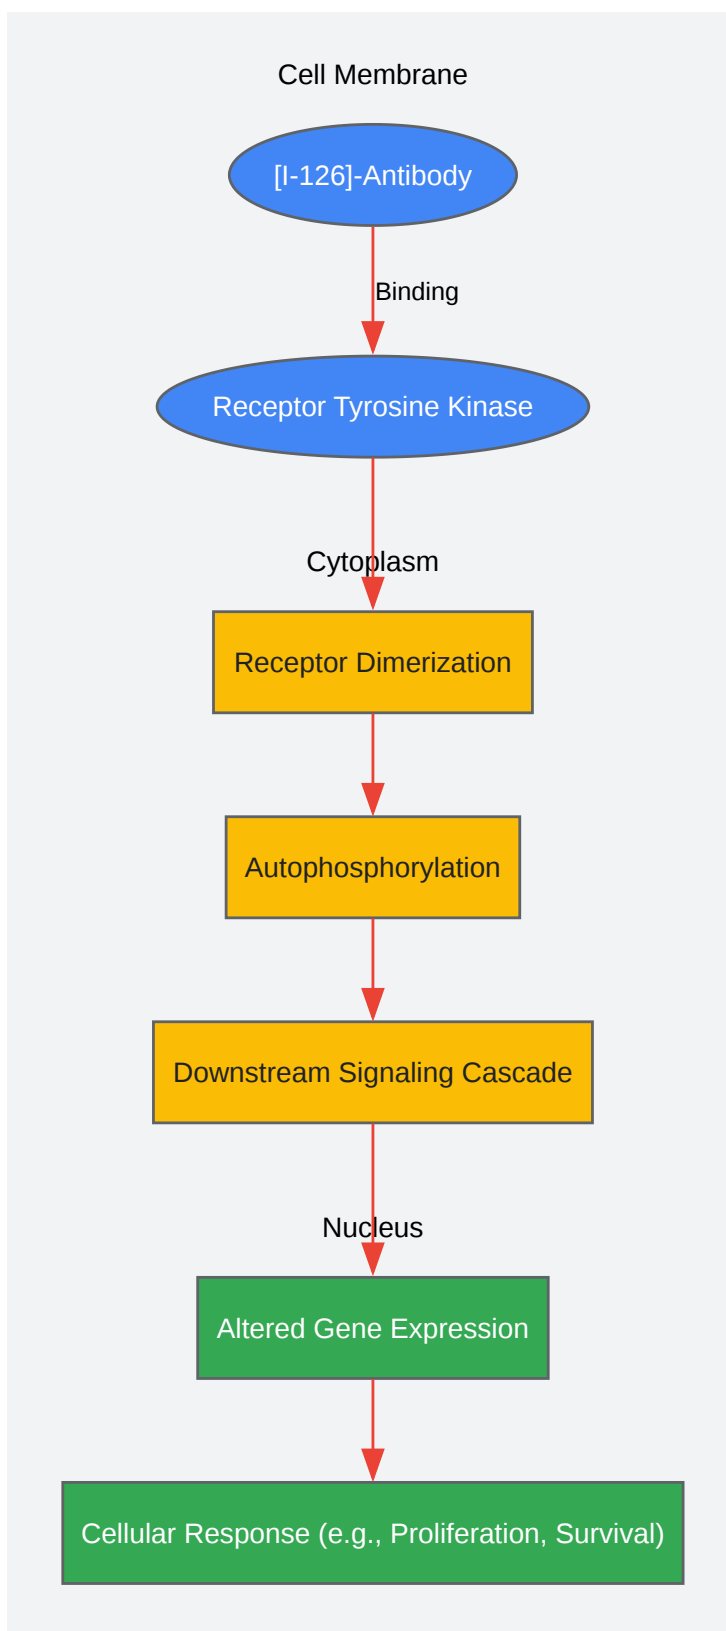 Cell Membrane
[I-126]-Antibody
Binding
Receptor Tyrosine Kinase
Cytoplasm
Receptor Dimerization
Autophosphorylation
Downstream Signaling Cascade
Nucleus
Altered Gene Expression
Cellular Response (e.g., Proliferation, Survival)